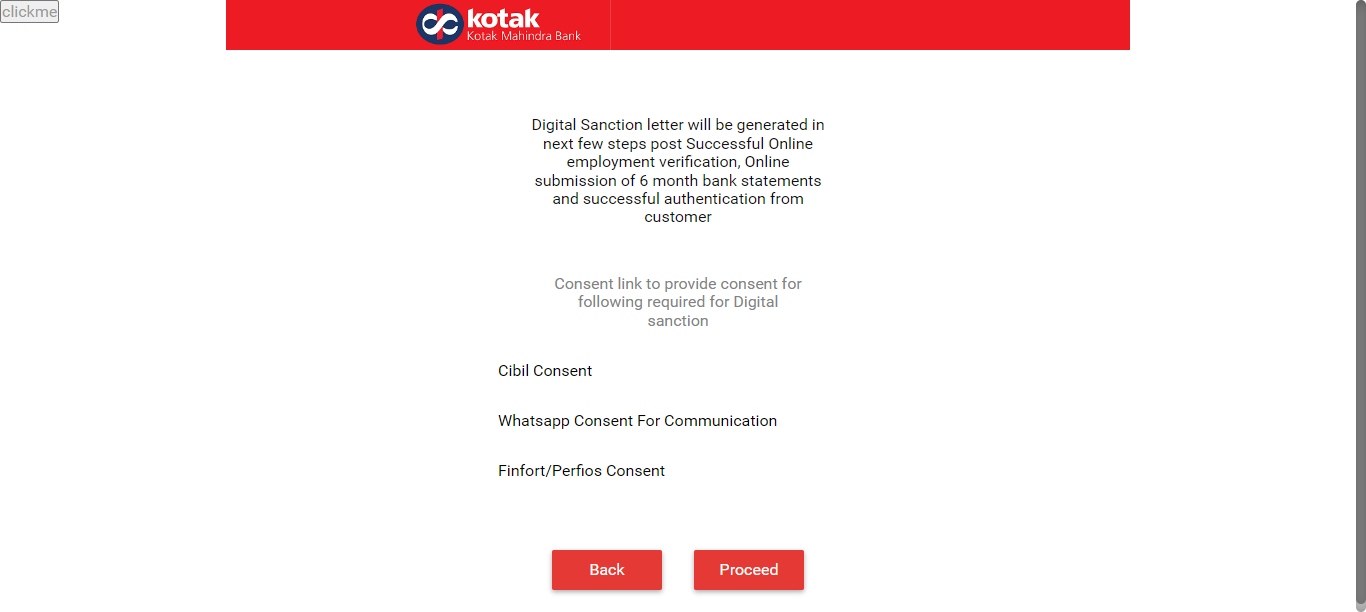 clickme
kotak
Kotak Mahindra Bank
Digital Sanction letter will be generated in
next few steps post Successful Online
employment verification, Online
submission of 6 month bank statements
and successful authentication from
customer
Consent link to provide consent for
following required for Digital
sanction
Cibil Consent
Whatsapp Consent For Communication
Finfort/Perfios Consent
Back
Proceed